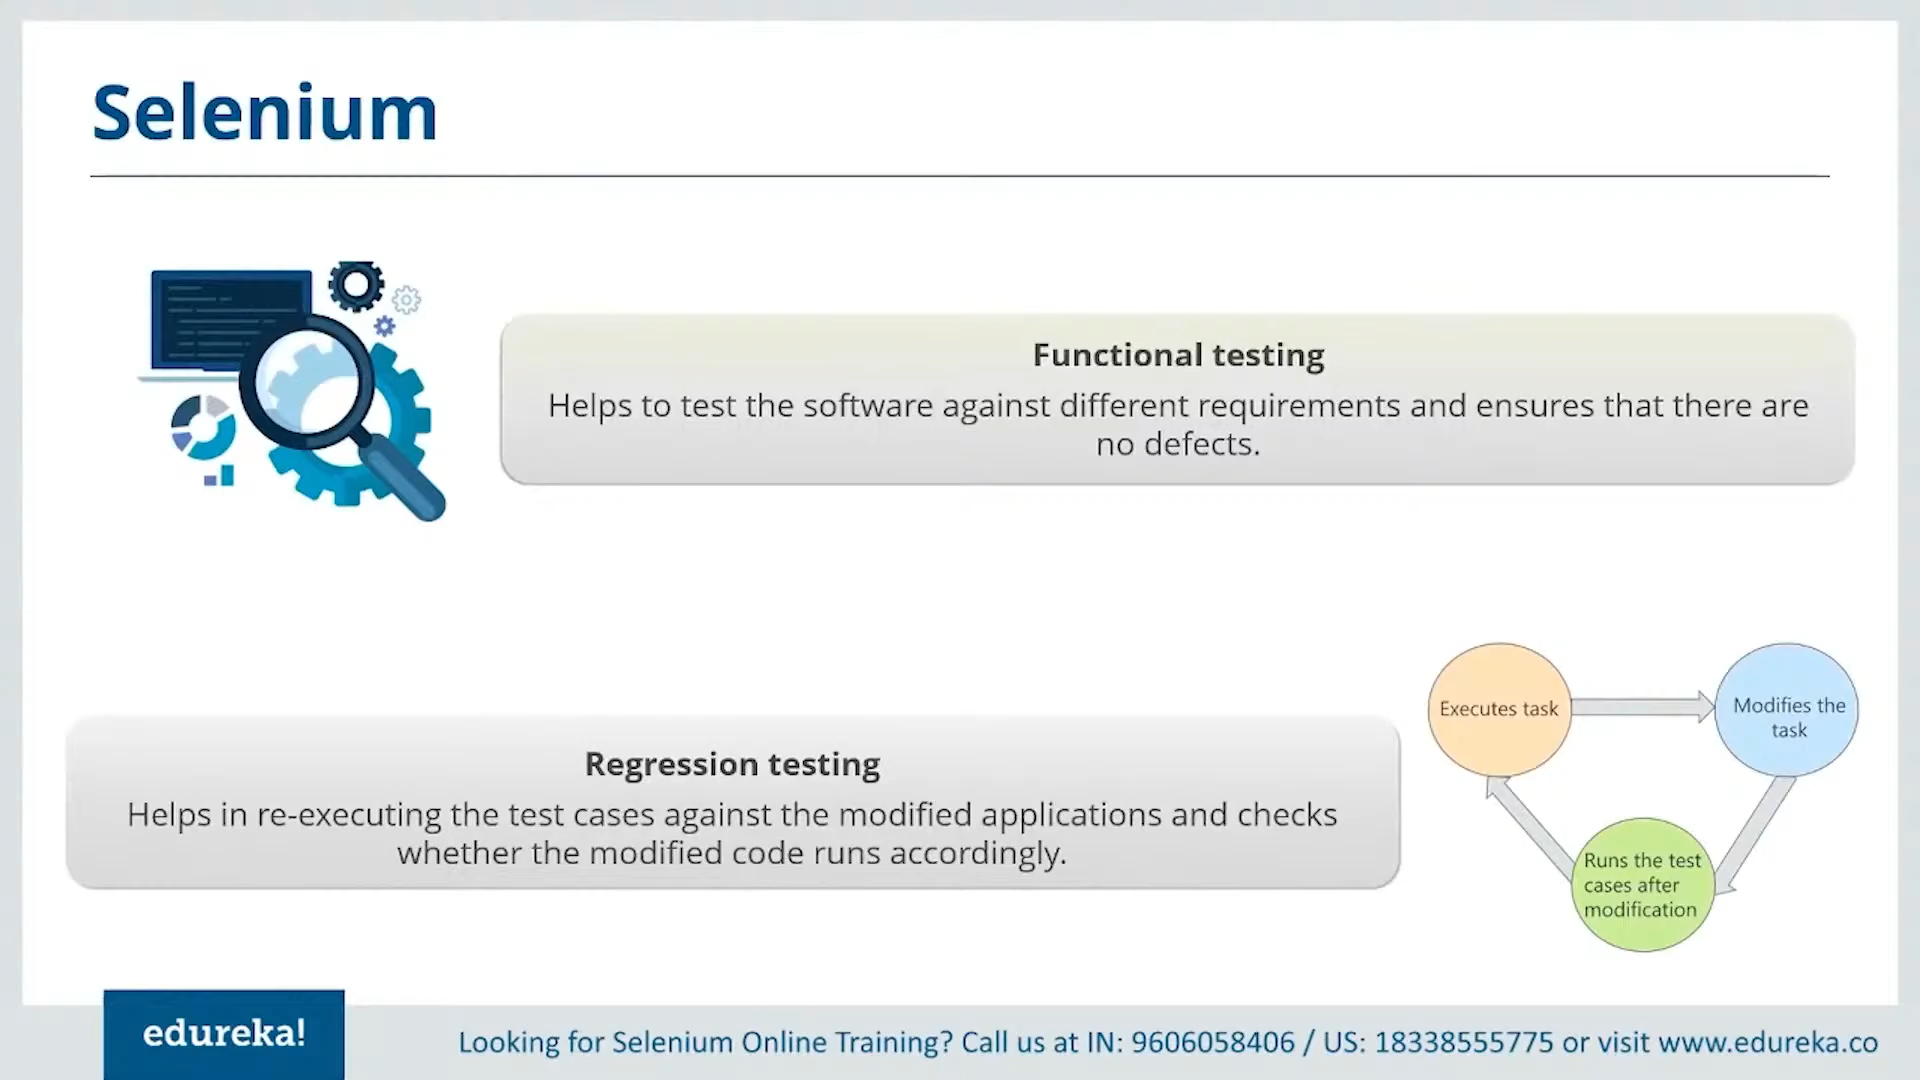 Selenium
Functional testing
Helps to test the software against different requirements and ensures that there are
no defects.
Regression testing
Helps in re-executing the test cases against the modified applications and checks
whether the modified code runs accordingly.
Executes task
Modifies the
task
Runs the test
cases after
modification
edureka!
Looking for Selenium Online Training? Call us at IN: 9606058406 / US: 18338555775 or visit www.edureka.co